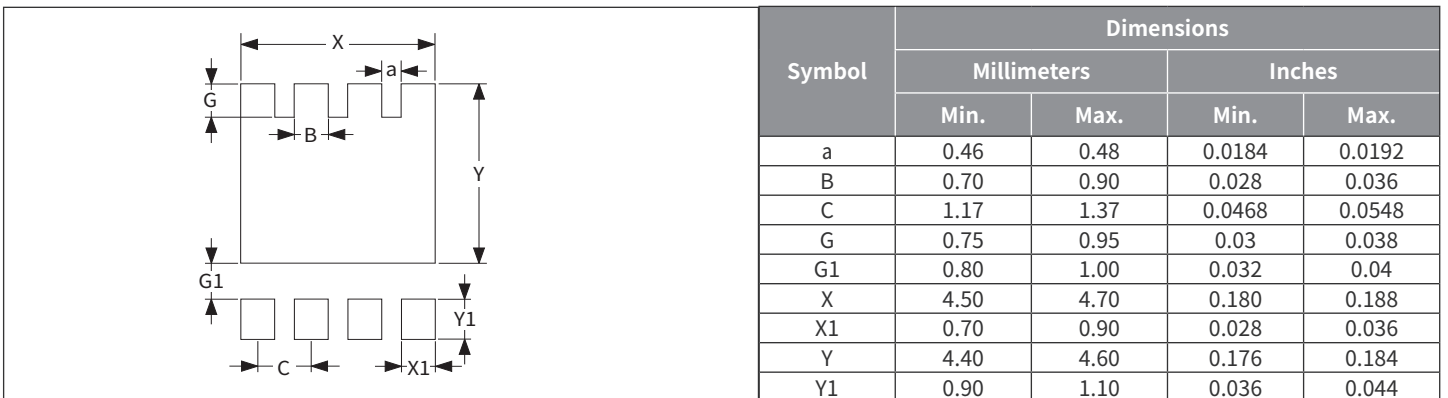 X
a
G
B
Y
G1
Y1
C
X1
Symbol Dimensions
Millimeters Inches
Min. Max. Min. Max.
a 0.46 0.48 0.0184 0.0192
B 0.70 0.90 0.028 0.036
C 1.17 1.37 0.0468 0.0548
G 0.75 0.95 0.03 0.038
G1 0.80 1.00 0.032 0.04
X 4.50 4.70 0.180 0.188
X1 0.70 0.90 0.028 0.036
Y 4.40 4.60 0.176 0.184
Y1 0.90 1.10 0.036 0.044